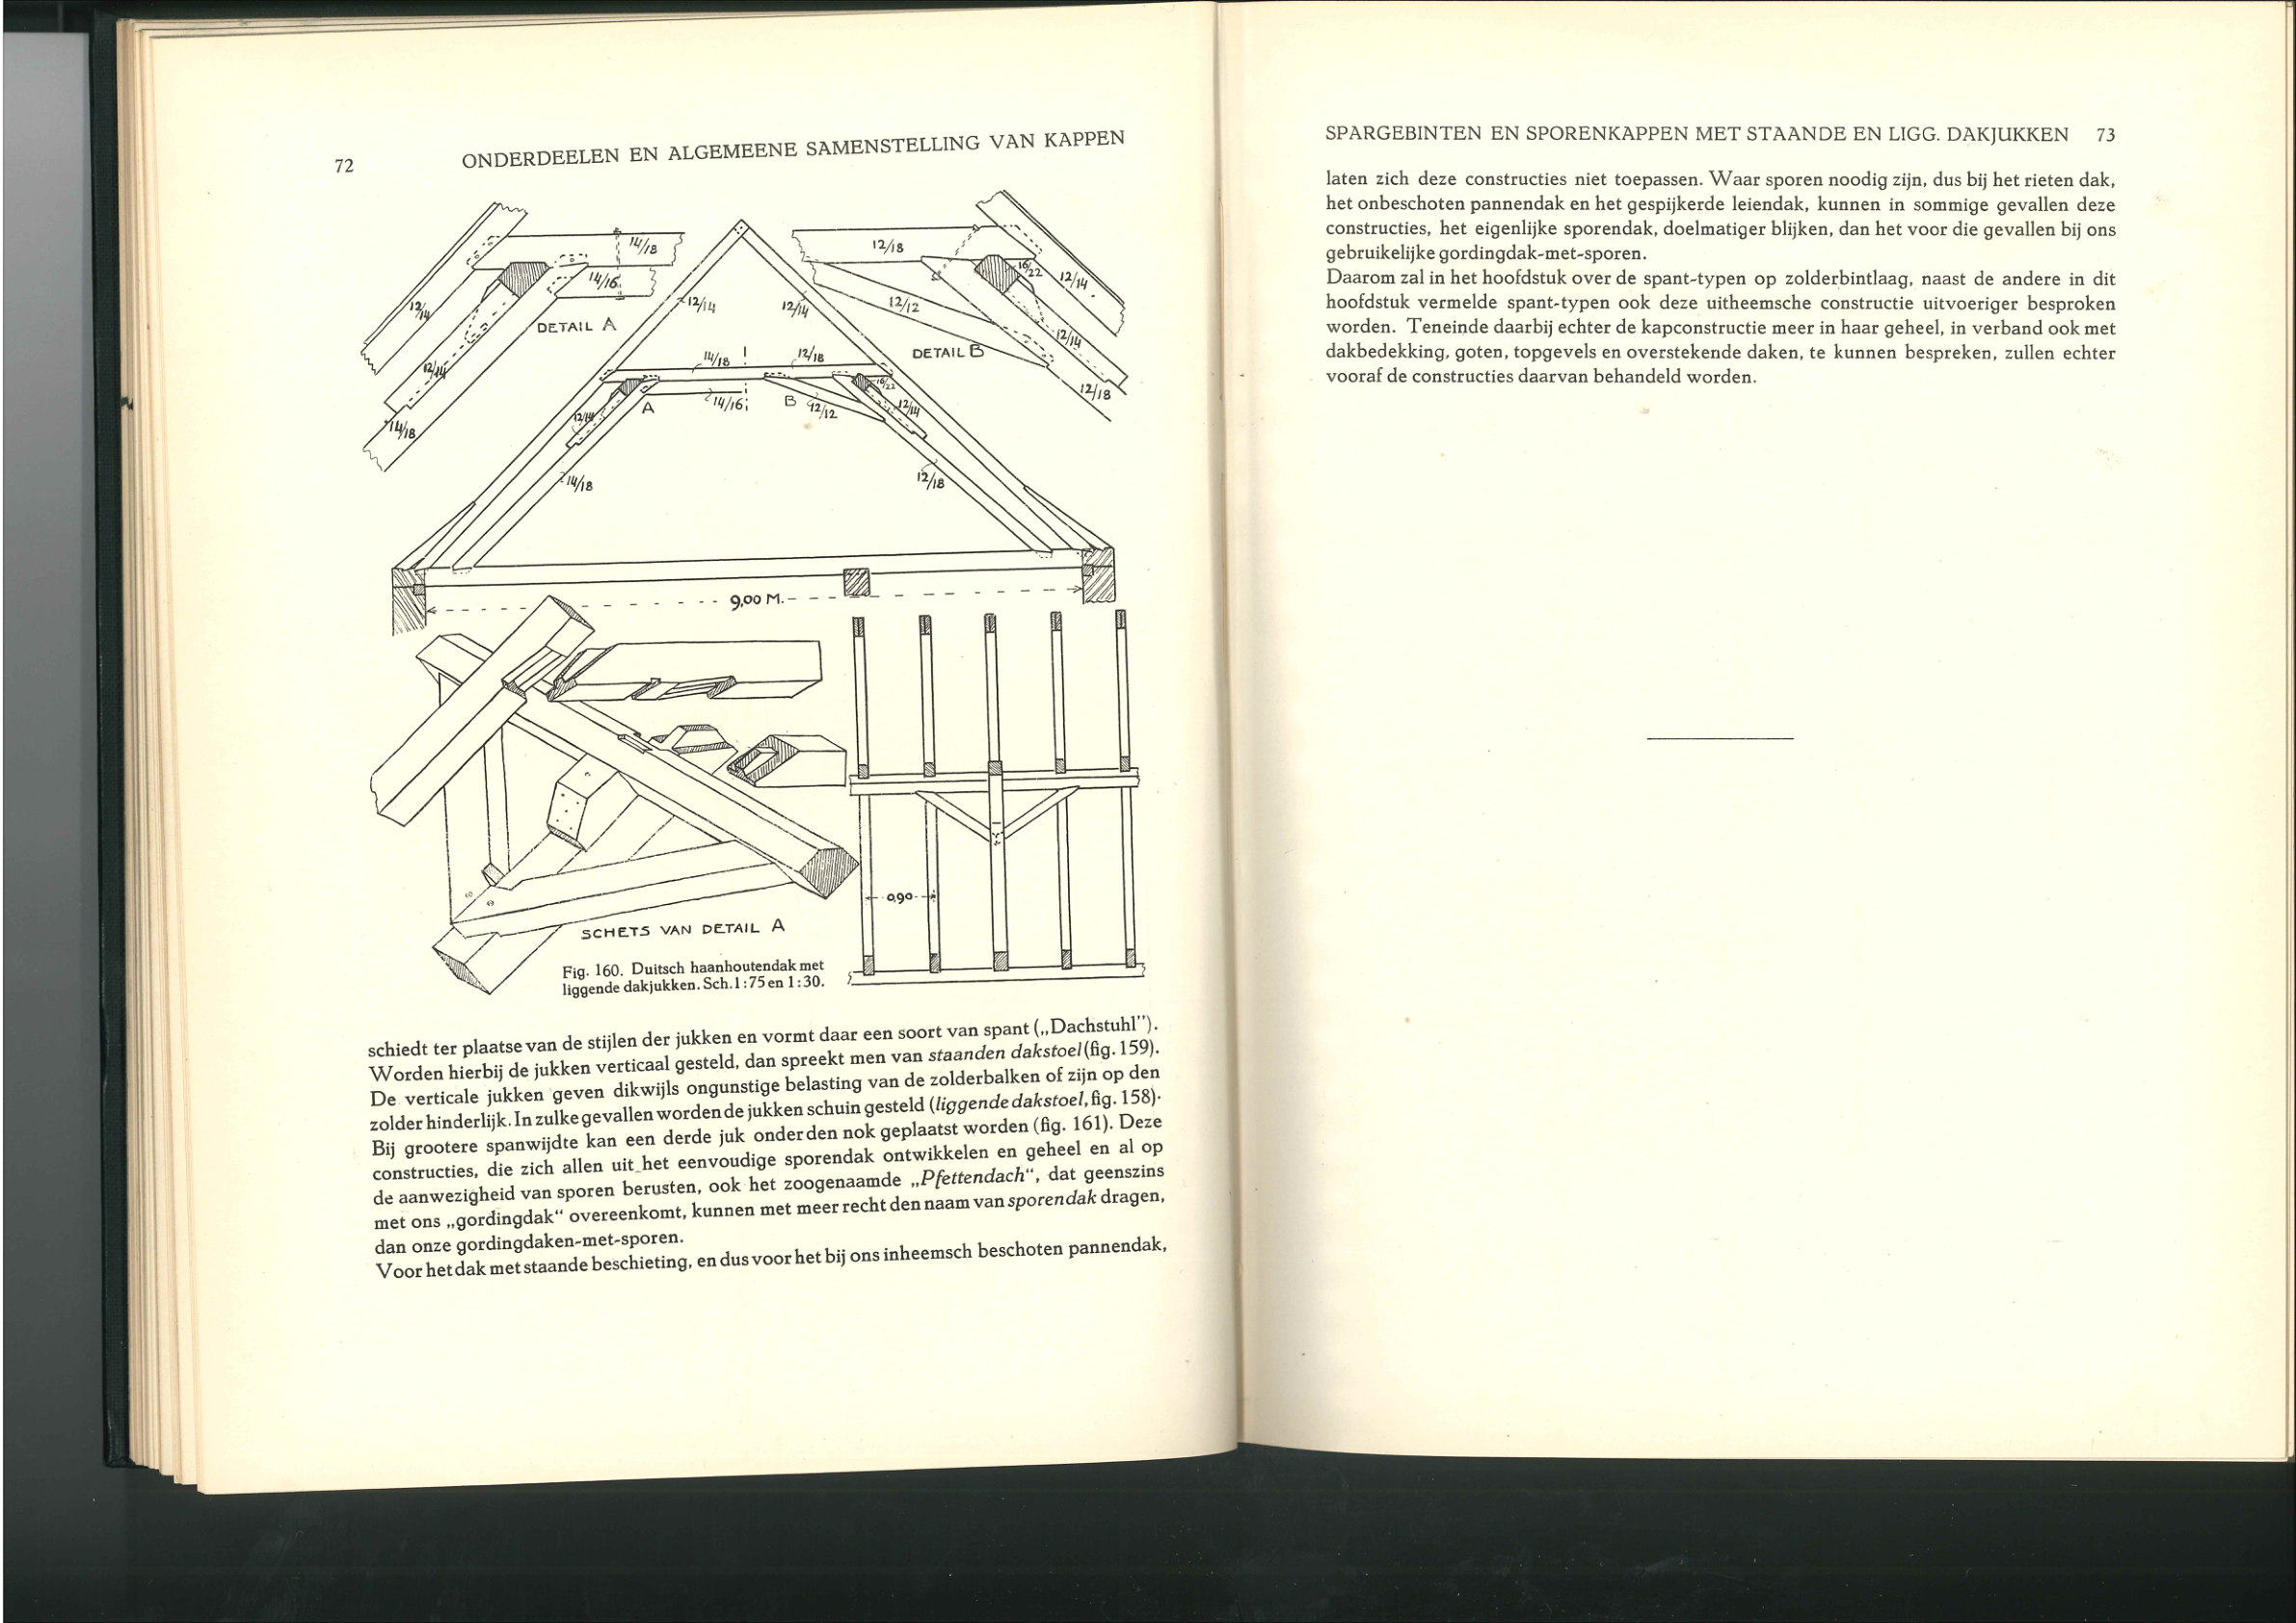 72
ONDERDEELEN EN ALGEMEENE SAMENSTELLING VAN KAPPEN
14/18
14/16
12/14
DETAIL A
12/14
14/18
12/14
12/14
14/18
12/18
12/14
A
14/16
B
12/12
16/22
12/14
14/18
12/18
12/18
16/22
12/14
12/12
DETAIL B
12/14
12/18
9,00 M.
0,90
SCHETS VAN DETAIL A
Fig. 160. Duitsch haanhoutendak met
liggende dakjukken. Sch. 1:75 en 1:30.
schiedt ter plaatse van de stijlen der jukken en vormt daar een soort van spant („Dachstuhl”).
Worden hierbij de jukken verticaal gesteld, dan spreekt men van staanden dakstoel (fig. 159).
De verticale jukken geven dikwijls ongunstige belasting van de zolderbalken of zijn op den
zolder hinderlijk. In zulke gevallen worden de jukken schuin gesteld (liggende dakstoel, fig. 158).
Bij grootere spanwijdte kan een derde juk onder den nok geplaatst worden (fig. 161). Deze
constructies, die zich allen uit het eenvoudige sporendak ontwikkelen en geheel en al op
de aanwezigheid van sporen berusten, ook het zoogenaamde „Pfettendach“, dat geenszins
met ons „gordingdak“ overeenkomt, kunnen met meer recht den naam van sporendak dragen,
dan onze gordingdaken-met-sporen.
Voor het dak met staande beschieting, en dus voor het bij ons inheemsch beschoten pannendak,
SPARGEBINTEN EN SPORENKAPPEN MET STAANDE EN LIGG. DAKJUKKEN 73
laten zich deze constructies niet toepassen. Waar sporen noodig zijn, dus bij het rieten dak,
het onbeschoten pannendak en het gespijkerde leiendak, kunnen in sommige gevallen deze
constructies, het eigenlijke sporendak, doelmatiger blijken, dan het voor die gevallen bij ons
gebruikelijke gordingdak-met-sporen.
Daarom zal in het hoofdstuk over de spant-typen op zolderbintlaag, naast de andere in dit
hoofdstuk vermelde spant-typen ook deze uitheemsche constructie uitvoeriger besproken
worden. Teneinde daarbij echter de kapconstructie meer in haar geheel, in verband ook met
dakbedekking, goten, topgevels en overstekende daken, te kunnen bespreken, zullen echter
vooraf de constructies daarvan behandeld worden.